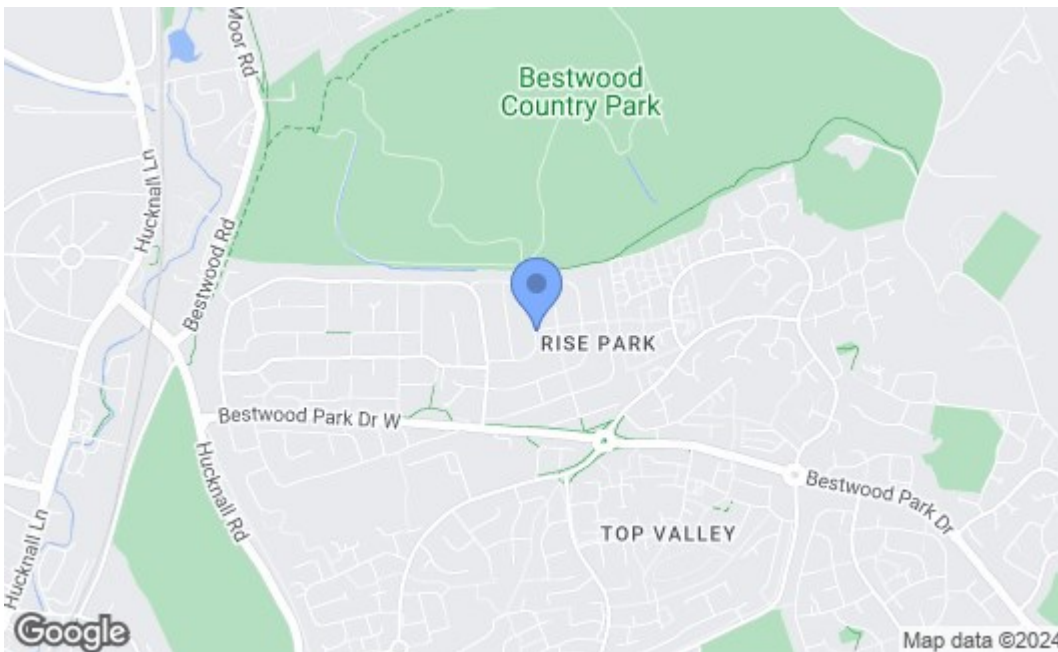 Moor Rd
Bestwood
Country Park
Hucknall Ln
Bestwood Rd
RISE PARK
Bestwood Park Dr W
Hucknall Rd
Bestwood Park Dr
TOP VALLEY
Hucknall Ln
Google
Map data ©2024